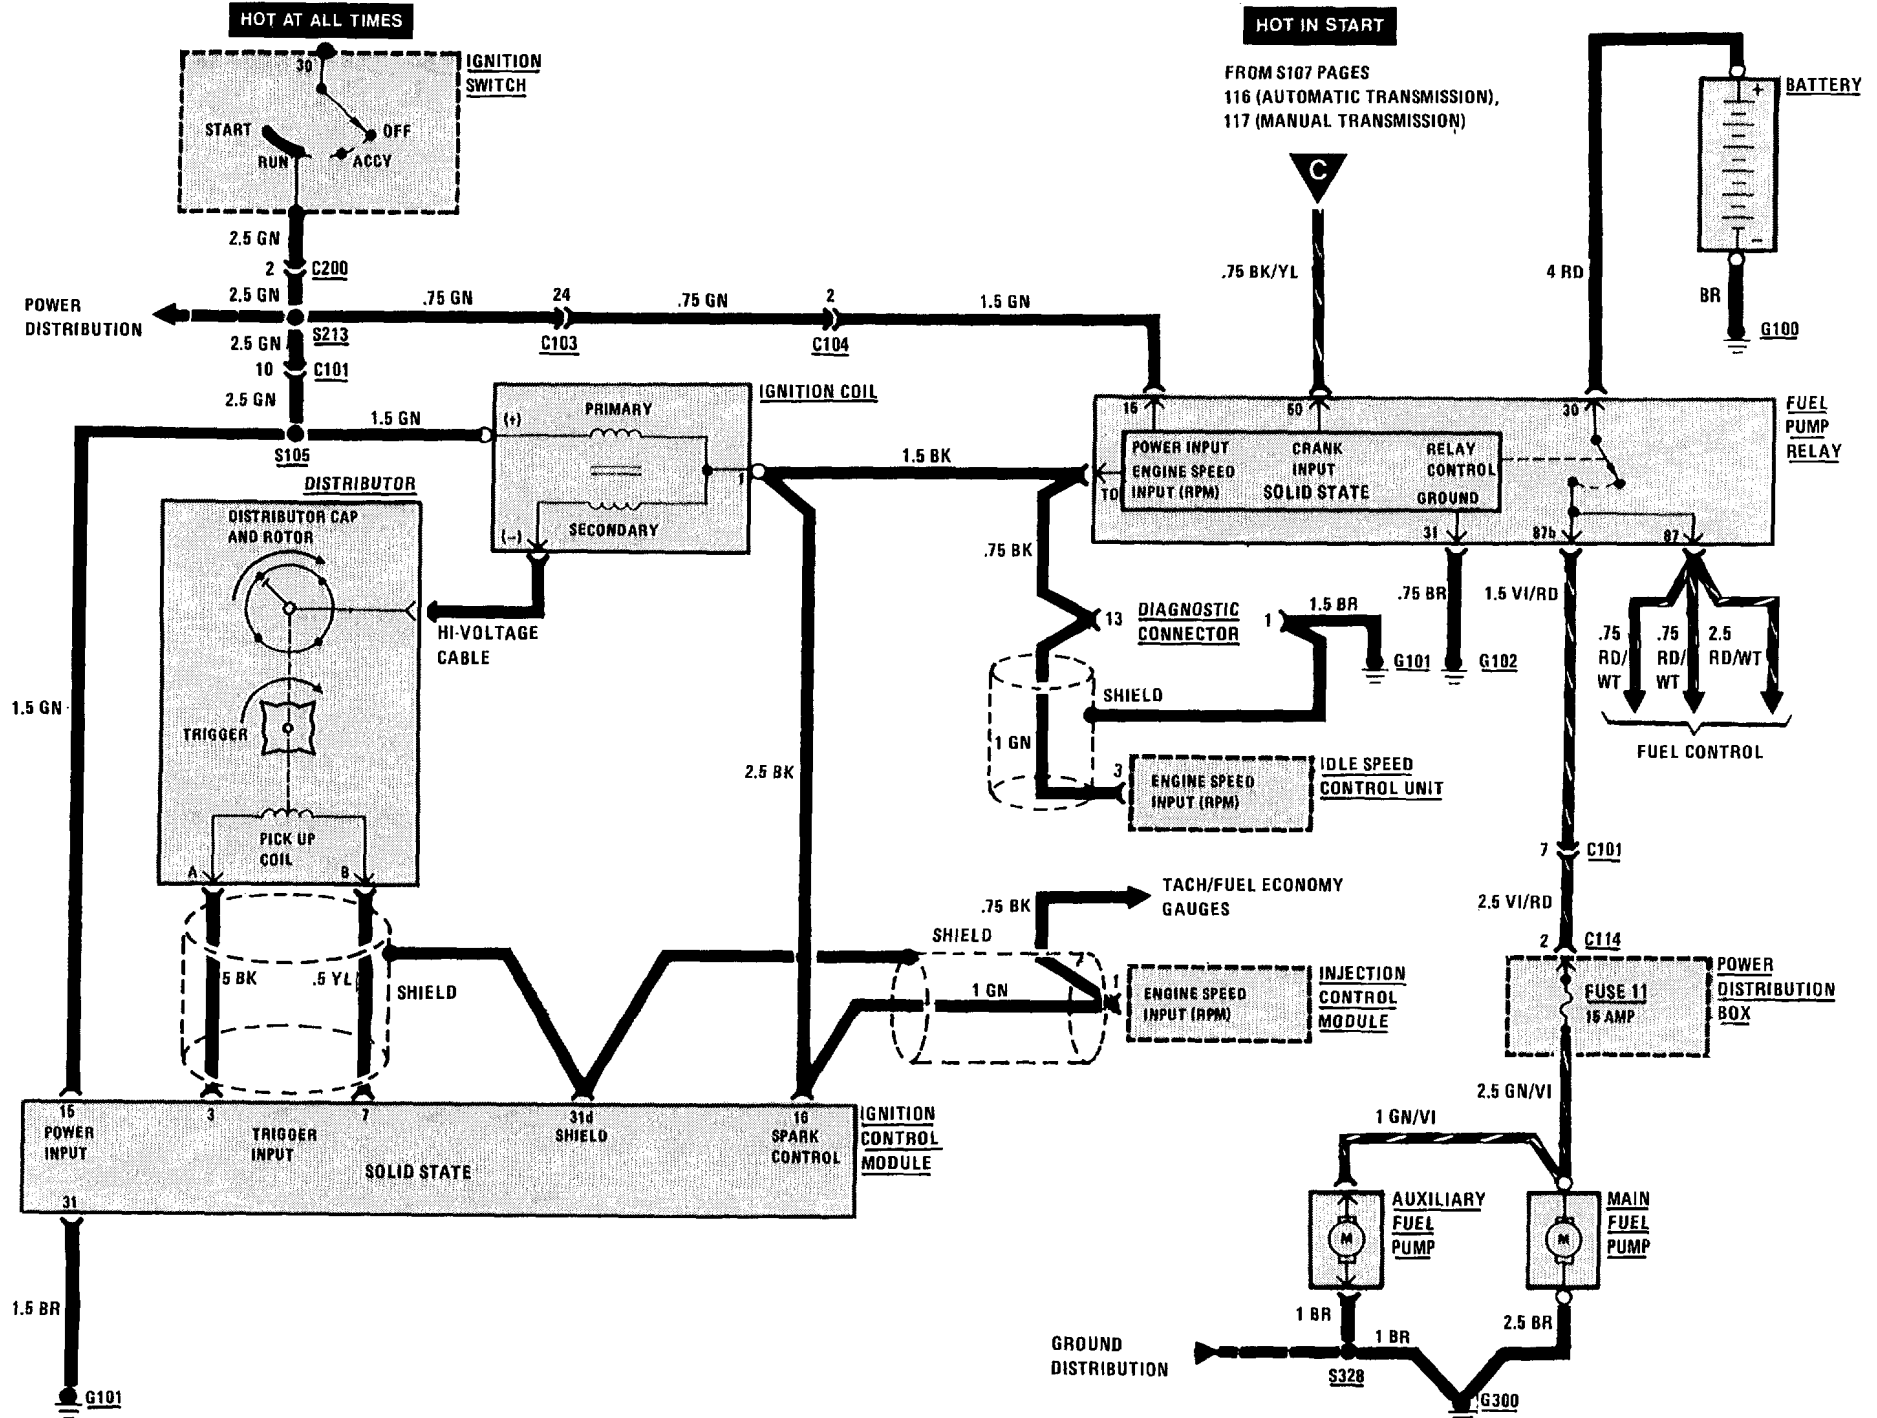 HOT AT ALL TIMES
30
IGNITION
SWITCH
START
OFF
RUN
ACCY
2.5 GN
2
C200
2.5 GN
POWER
DISTRIBUTION
S213
.75 GN
24
C103
.75 GN
2
C104
1.5 GN
2.5 GN
10
C101
2.5 GN
S105
1.5 GN
HOT IN START
FROM S107 PAGES
116 (AUTOMATIC TRANSMISSION),
117 (MANUAL TRANSMISSION)
C
.75 BK/YL
4 RD
+
BATTERY
–
BR
G100
IGNITION COIL
(+)
PRIMARY
1
SECONDARY
(–)
1.5 BK
15
50
30
FUEL
PUMP
RELAY
POWER INPUT
ENGINE SPEED
INPUT (RPM)
CRANK
INPUT
SOLID STATE
RELAY
CONTROL
GROUND
TD
31
87b
87
DISTRIBUTOR
DISTRIBUTOR CAP
AND ROTOR
TRIGGER
PICK UP
COIL
A
B
HI-VOLTAGE
CABLE
1.5 GN
.75 BK
13
DIAGNOSTIC
CONNECTOR
1
1.5 BR
G101
.75 BR
G102
1.5 VI/RD
.75
RD/
WT
.75
RD/
WT
2.5
RD/WT
FUEL CONTROL
SHIELD
1 GN
3
ENGINE SPEED
INPUT (RPM)
IDLE SPEED
CONTROL UNIT
2.5 BK
7
C101
2.5 VI/RD
2
C114
FUSE 11
15 AMP
POWER
DISTRIBUTION
BOX
.75 BK
TACH/FUEL ECONOMY
GAUGES
SHIELD
1 GN
1
ENGINE SPEED
INPUT (RPM)
INJECTION
CONTROL
MODULE
5 BK
.5 YL
SHIELD
15
POWER
INPUT
3
TRIGGER
INPUT
7
SOLID STATE
31d
SHIELD
16
SPARK
CONTROL
IGNITION
CONTROL
MODULE
31
1.5 BR
G101
2.5 GN/VI
1 GN/VI
M
AUXILIARY
FUEL
PUMP
M
MAIN
FUEL
PUMP
1 BR
2.5 BR
GROUND
DISTRIBUTION
S328
1 BR
G300